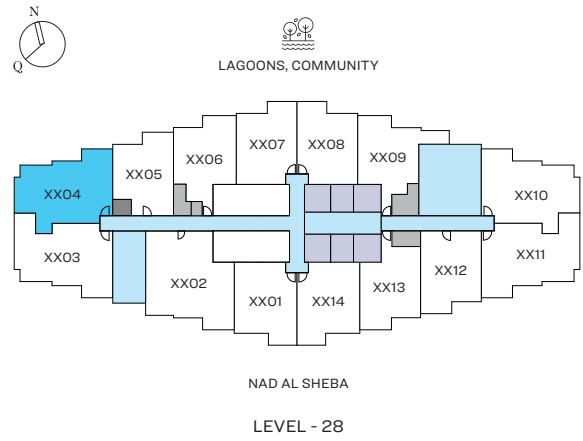 N
Q
LAGOONS, COMMUNITY
XX07
XX08
XX06
XX09
XX05
XX04
XX10
XX03
XX11
XX02
XX12
XX13
XX01
XX14
NAD AL SHEBA
LEVEL - 28